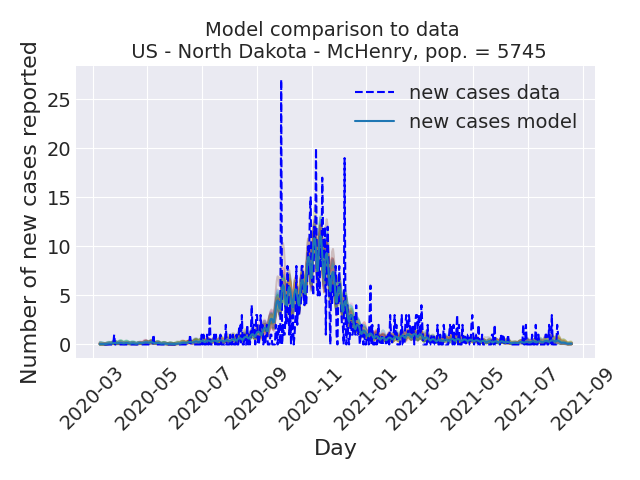 Model comparison to data
US - North Dakota - McHenry, pop. = 5745
Number of new cases reported
25
20
15
10
5
0
new cases data
new cases model
2020-03
2020-05
2020-07
2020-09
2020-11
2021-01
2021-03
2021-05
2021-07
2021-09
Day